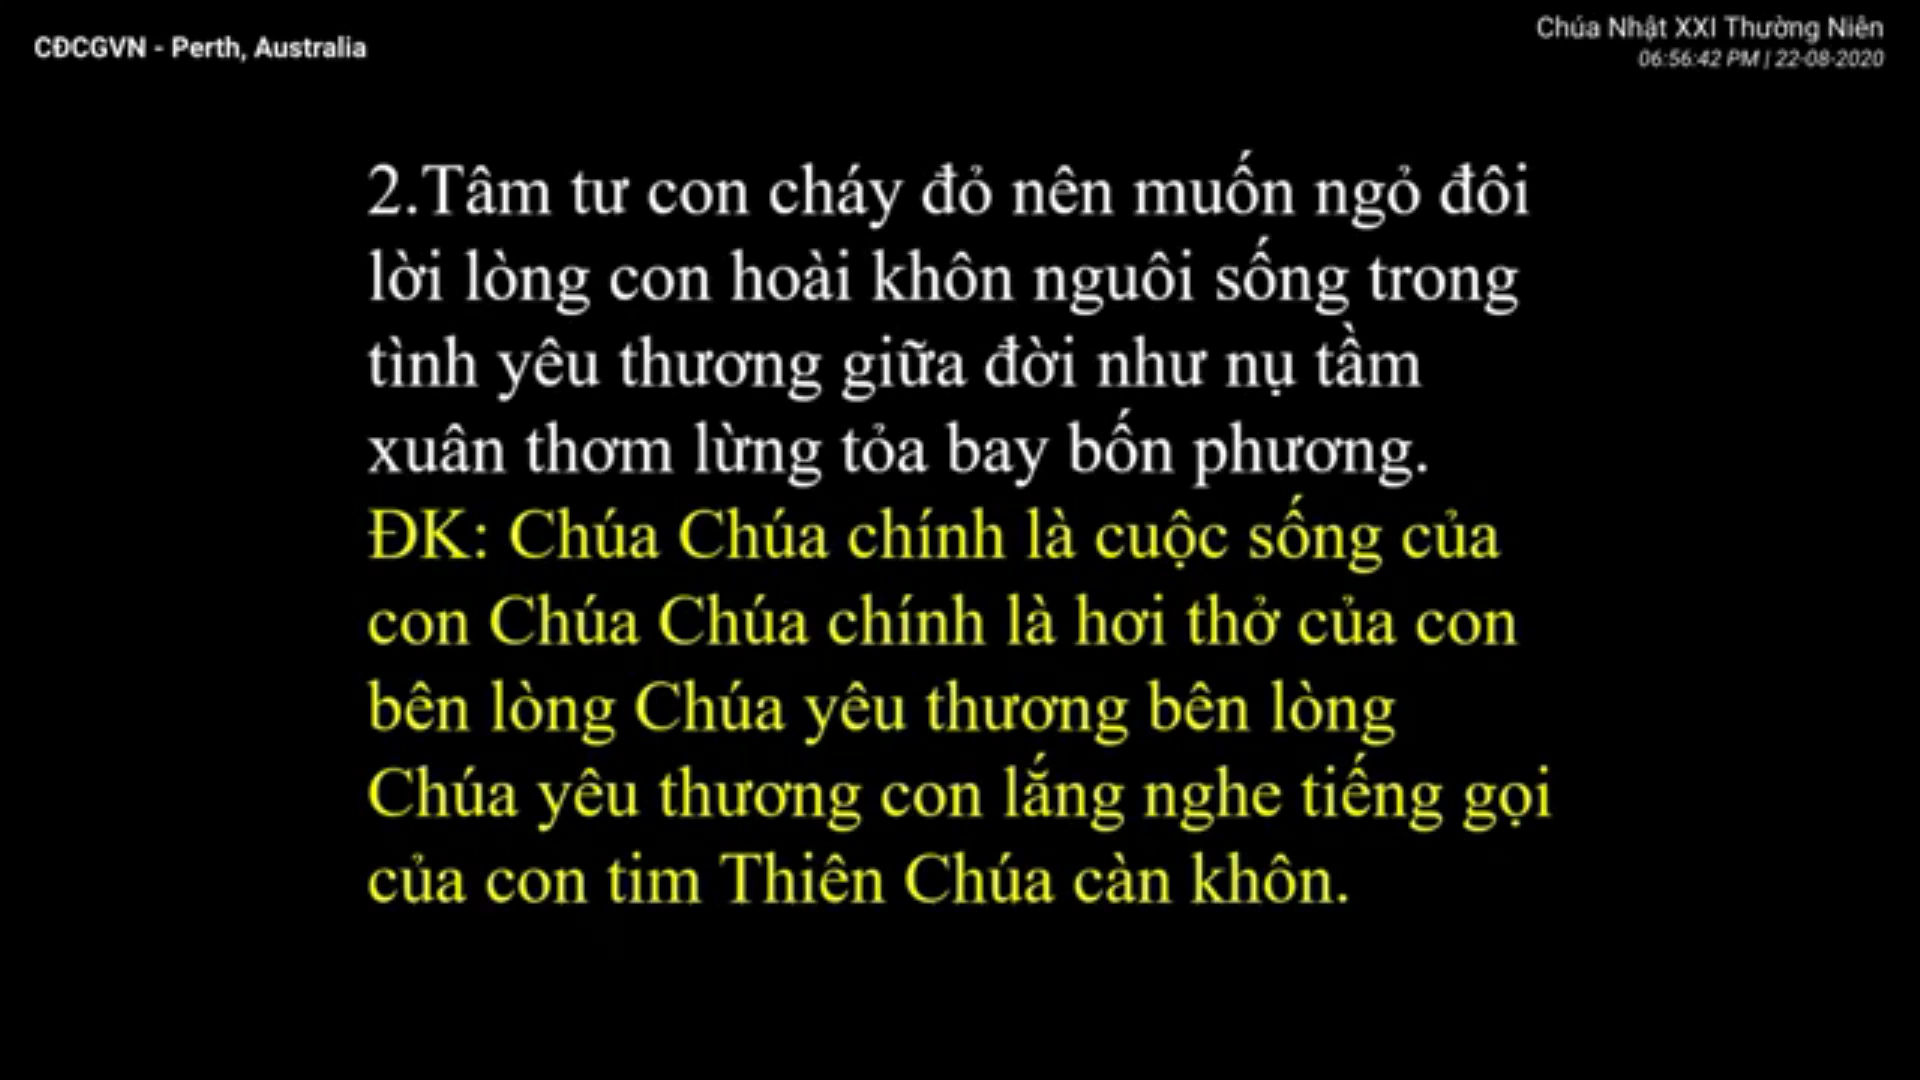 CĐCGVN - Perth, Australia
Chúa Nhật XXI Thường Niên
06:56:42 PM | 22-08-2020
2.Tâm tư con cháy đỏ nên muốn ngỏ đôi
lời lòng con hoài khôn nguôi sống trong
tình yêu thương giữa đời như nụ tầm
xuân thơm lừng tỏa bay bốn phương.
ĐK: Chúa Chúa chính là cuộc sống của
con Chúa Chúa chính là hơi thở của con
bên lòng Chúa yêu thương bên lòng
Chúa yêu thương con lắng nghe tiếng gọi
của con tim Thiên Chúa càn khôn.